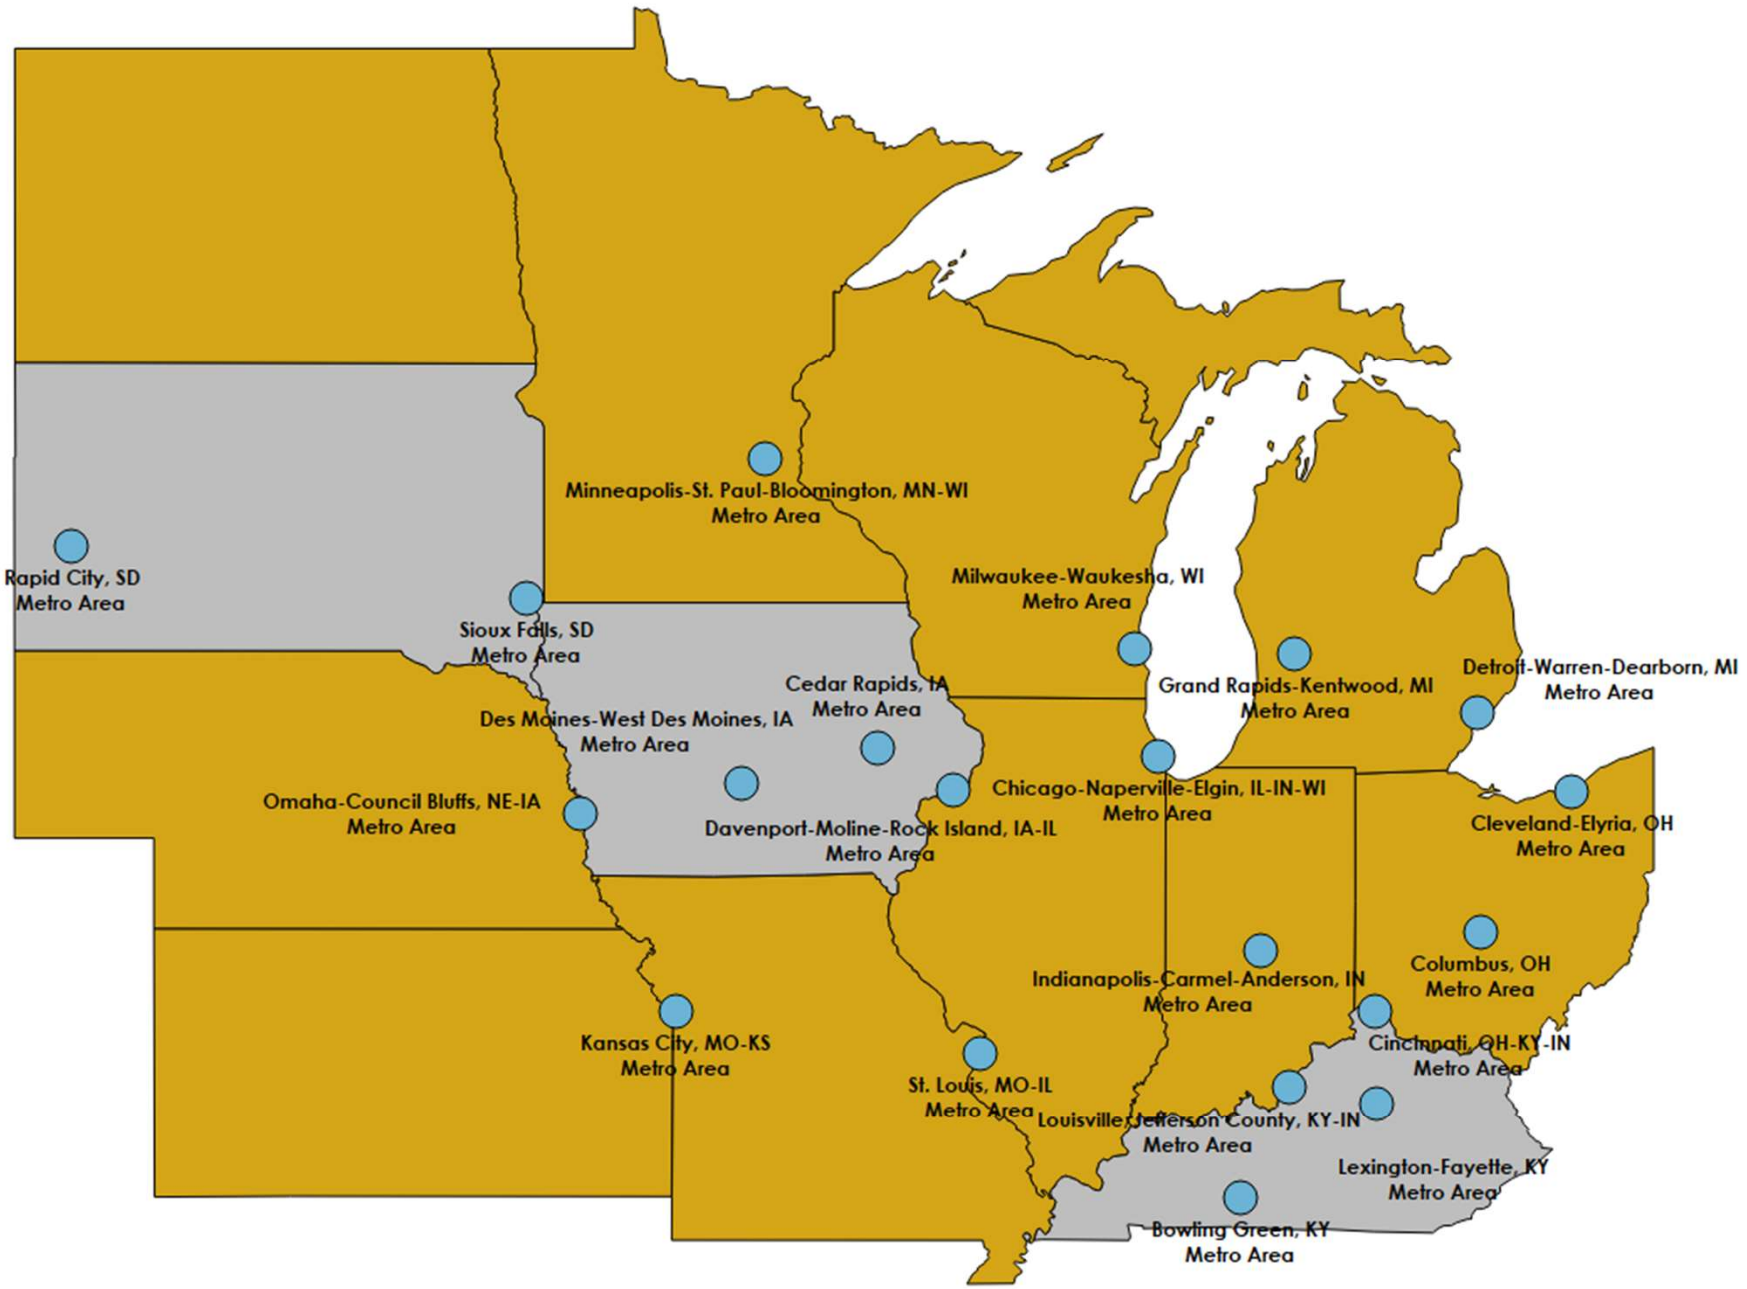 Minneapolis-St. Paul-Bloomington, MN-WI
Metro Area
Rapid City, SD
Metro Area
Milwaukee-Waukesha, WI
Metro Area
Sioux Falls, SD
Metro Area
Detroit-Warren-Dearborn, MI
Metro Area
Grand Rapids-Kentwood, MI
Metro Area
Cedar Rapids, IA
Metro Area
Des Moines-West Des Moines, IA
Metro Area
Chicago-Naperville-Elgin, IL-IN-WI
Metro Area
Omaha-Council Bluffs, NE-IA
Metro Area
Davenport-Moline-Rock Island, IA-IL
Metro Area
Cleveland-Elyria, OH
Metro Area
Columbus, OH
Metro Area
Indianapolis-Carmel-Anderson, IN
Metro Area
Kansas City, MO-KS
Metro Area
Cincinnati, OH-KY-IN
Metro Area
St. Louis, MO-IL
Metro Area
Louisville/Jefferson County, KY-IN
Metro Area
Lexington-Fayette, KY
Metro Area
Bowling Green, KY
Metro Area